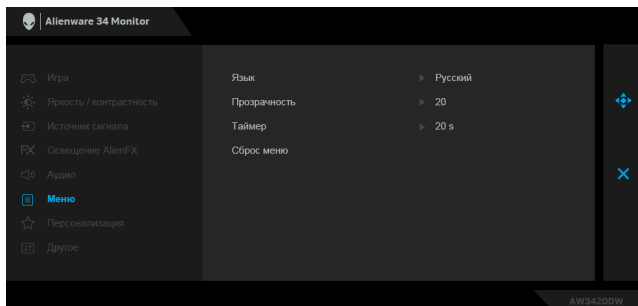 Alienware 34 Monitor
Игра
Яркость / контрастность
Источник сигнала
FX Освещение AlienFX
Аудио
Меню
Персонализация
Другое
Язык Русский
Прозрачность 20
Таймер 20 s
Сброс меню
AW3420DW